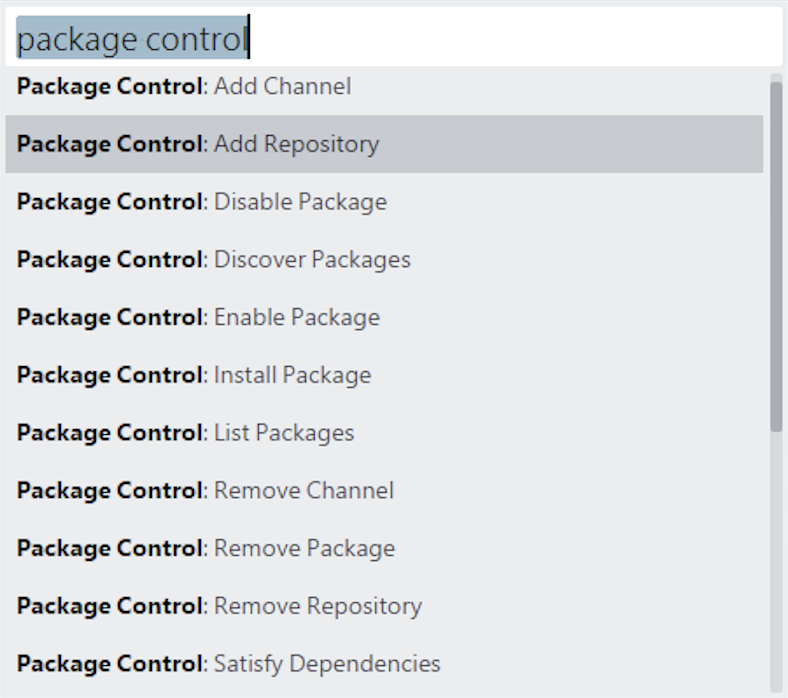 package control
Package Control: Add Channel
Package Control: Add Repository
Package Control: Disable Package
Package Control: Discover Packages
Package Control: Enable Package
Package Control: Install Package
Package Control: List Packages
Package Control: Remove Channel
Package Control: Remove Package
Package Control: Remove Repository
Package Control: Satisfy Dependencies